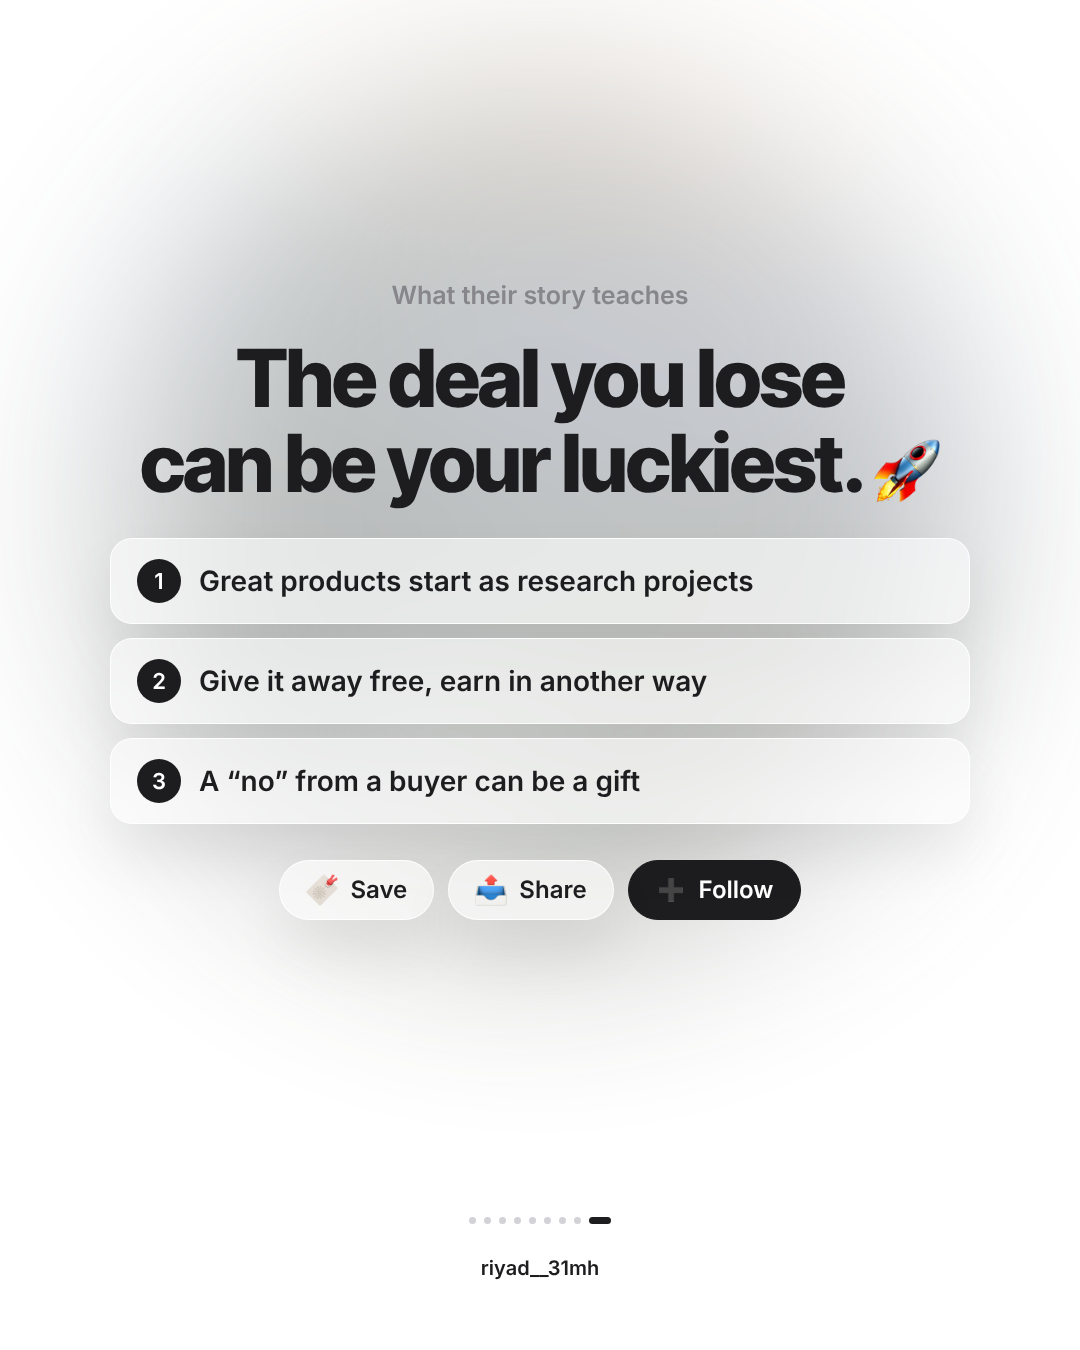 What their story teaches
The deal you lose
can be your luckiest.🚀
1 Great products start as research projects
2 Give it away free, earn in another way
3 A “no” from a buyer can be a gift
Save Share Follow
riyad__31mh